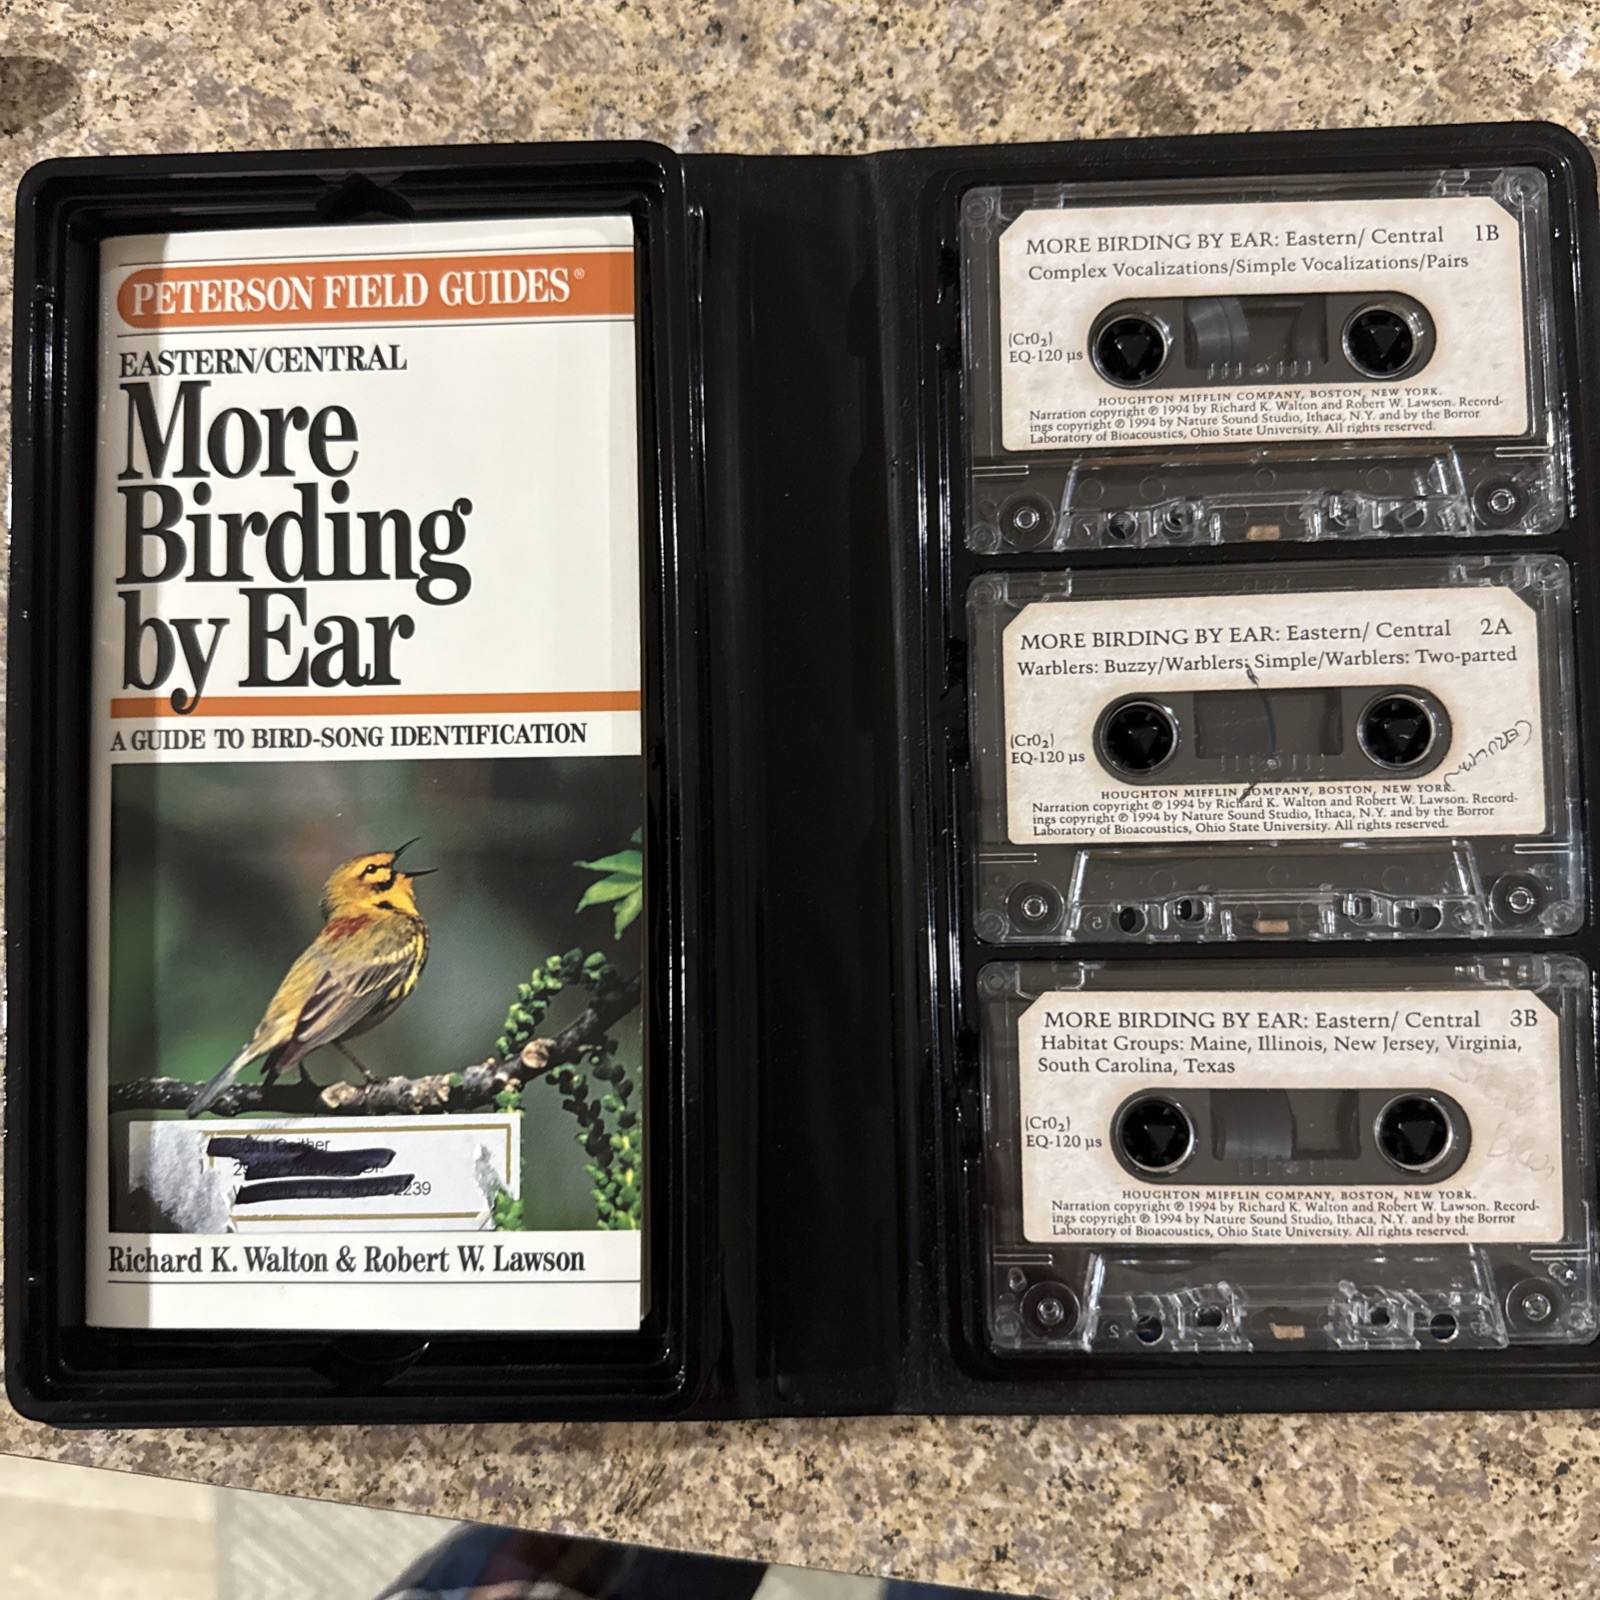 PETERSON FIELD GUIDES®
EASTERN/CENTRAL
More
Birding
by Ear
A GUIDE TO BIRD-SONG IDENTIFICATION
2239
Richard K. Walton & Robert W. Lawson
MORE BIRDING BY EAR: Eastern/ Central 1B
Complex Vocalizations/Simple Vocalizations/Pairs
(CrO₂)
EQ-120 µs
HOUGHTON MIFFLIN COMPANY, BOSTON, NEW YORK.
Narration copyright ℗ 1994 by Richard K. Walton and Robert W. Lawson. Record-
ings copyright ℗ 1994 by Nature Sound Studio, Ithaca, N.Y. and by the Borror
Laboratory of Bioacoustics, Ohio State University. All rights reserved.
MORE BIRDING BY EAR: Eastern/ Central 2A
Warblers: Buzzy/Warblers: Simple/Warblers: Two-parted
(CrO₂)
EQ-120 µs
HOUGHTON MIFFLIN COMPANY, BOSTON, NEW YORK.
Narration copyright ℗ 1994 by Richard K. Walton and Robert W. Lawson. Record-
ings copyright ℗ 1994 by Nature Sound Studio, Ithaca, N.Y. and by the Borror
Laboratory of Bioacoustics, Ohio State University. All rights reserved.
MORE BIRDING BY EAR: Eastern/ Central 3B
Habitat Groups: Maine, Illinois, New Jersey, Virginia,
South Carolina, Texas
(CrO₂)
EQ-120 µs
HOUGHTON MIFFLIN COMPANY, BOSTON, NEW YORK.
Narration copyright ℗ 1994 by Richard K. Walton and Robert W. Lawson. Record-
ings copyright ℗ 1994 by Nature Sound Studio, Ithaca, N.Y. and by the Borror
Laboratory of Bioacoustics, Ohio State University. All rights reserved.